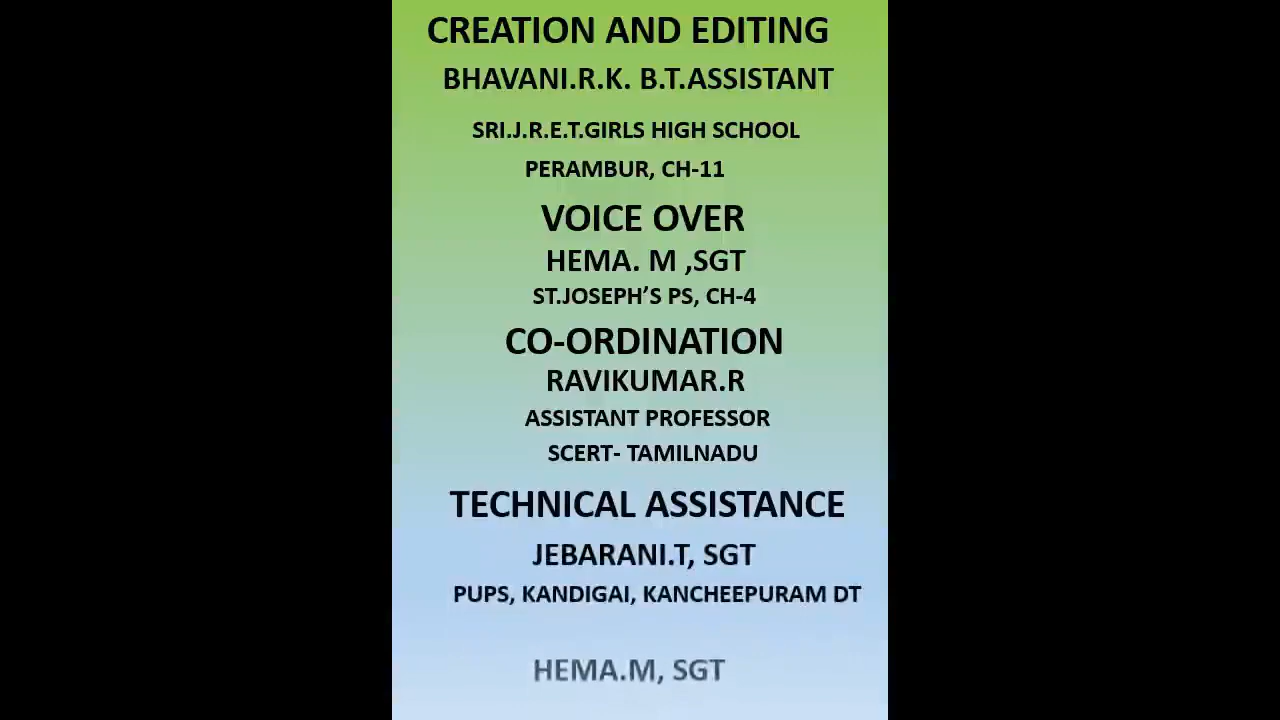 CREATION AND EDITING
BHAVANI.R.K. B.T.ASSISTANT
SRI.J.R.E.T.GIRLS HIGH SCHOOL
PERAMBUR, CH-11
VOICE OVER
HEMA. M ,SGT
ST.JOSEPH’S PS, CH-4
CO-ORDINATION
RAVIKUMAR.R
ASSISTANT PROFESSOR
SCERT- TAMILNADU
TECHNICAL ASSISTANCE
JEBARANI.T, SGT
PUPS, KANDIGAI, KANCHEEPURAM DT
HEMA.M, SGT